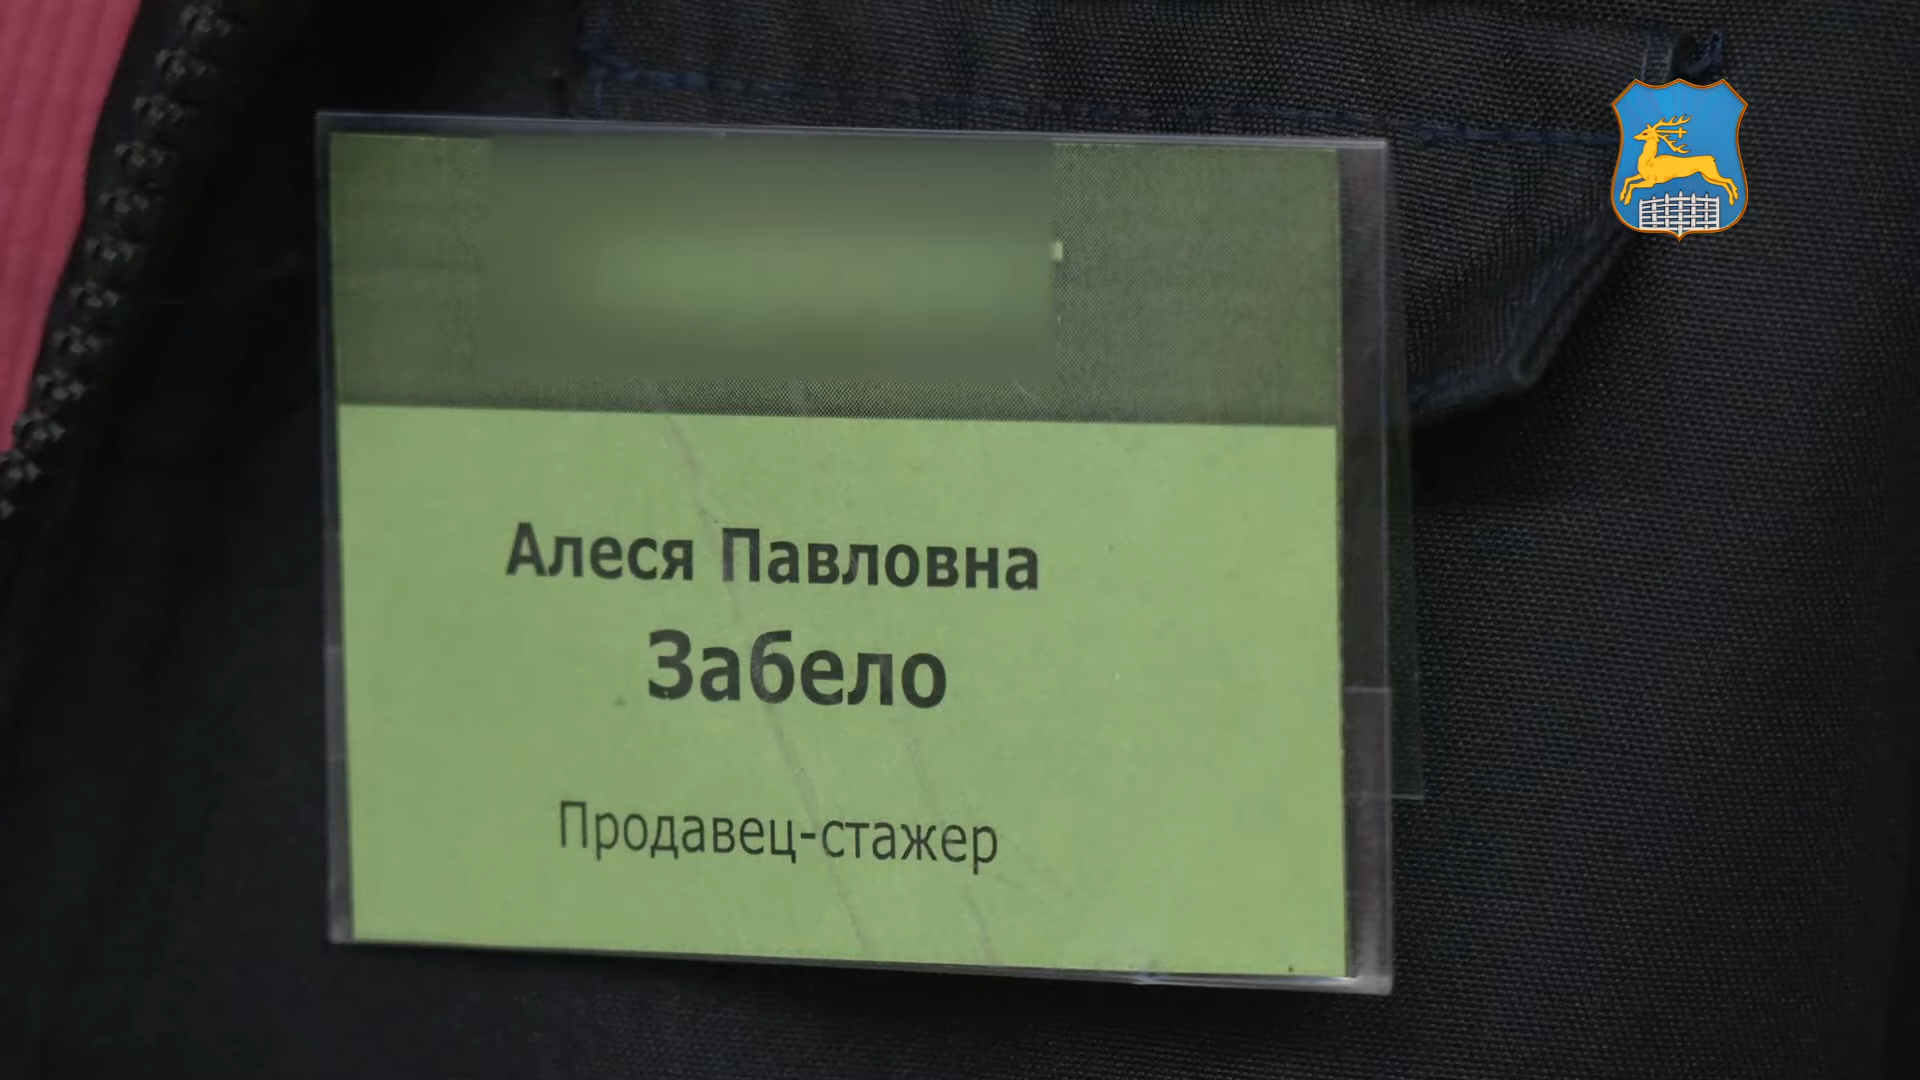 Алеся Павловна
Забело
Продавец-стажер